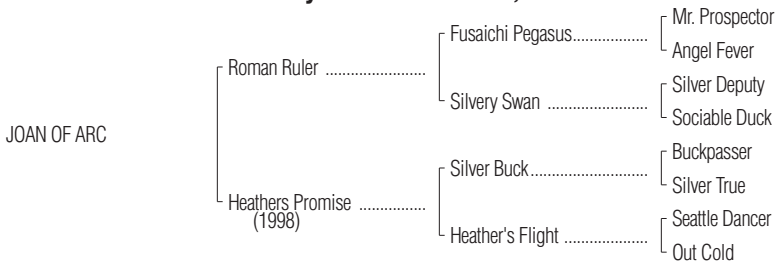 Mr. Prospector
Fusaichi Pegasus.................
Angel Fever
Roman Ruler ........................
Silver Deputy
Silvery Swan ....................
Sociable Duck
JOAN OF ARC
Buckpasser
Silver Buck.......................
Silver True
Heathers Promise ................
(1998)
Seattle Dancer
Heather's Flight ....................
Out Cold